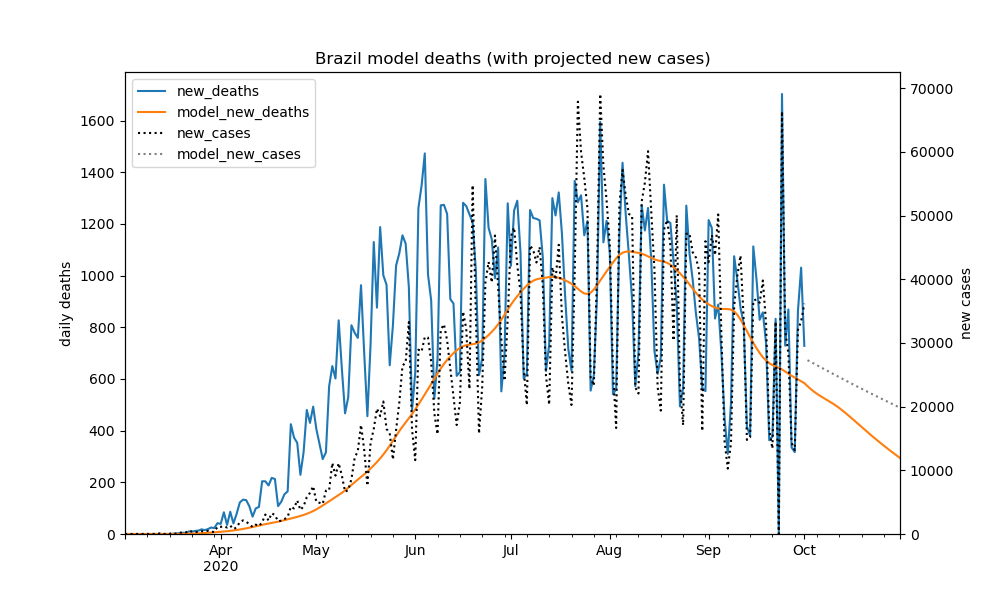 Brazil model deaths (with projected new cases)
new_deaths
model_new_deaths
new_cases
model_new_cases
daily deaths
1600
1400
1200
1000
800
600
400
200
0
70000
60000
50000
40000
30000
20000
10000
0
new cases
Apr May Jun Jul Aug Sep Oct
2020